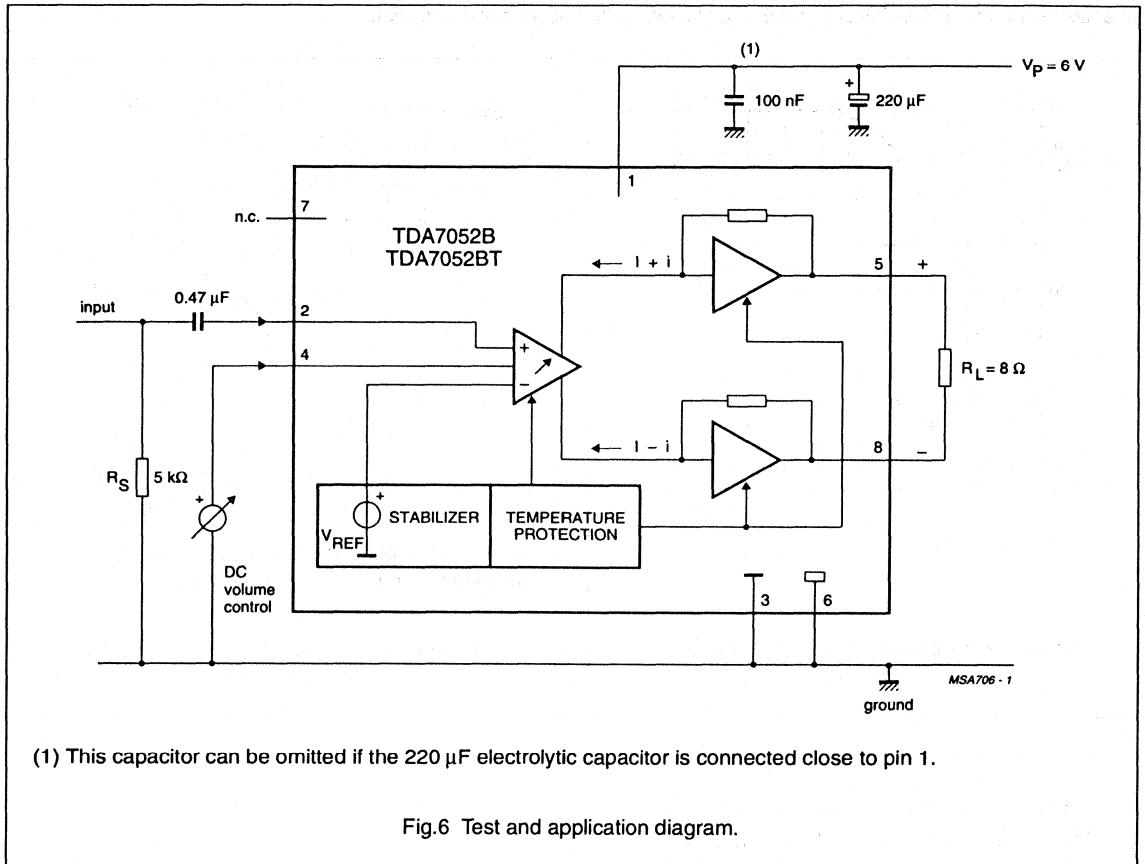 (1)
V_P = 6 V
+
100 nF
220 µF
1
n.c.
7
TDA7052B
TDA7052BT
I + i
5
+
input
0.47 µF
2
4
+
−
R_L = 8 Ω
I − i
8
−
R_S
5 kΩ
+
+
V_REF
STABILIZER
TEMPERATURE
PROTECTION
DC
volume
control
3
6
MSA706 - 1
ground
(1) This capacitor can be omitted if the 220 µF electrolytic capacitor is connected close to pin 1.
Fig.6 Test and application diagram.